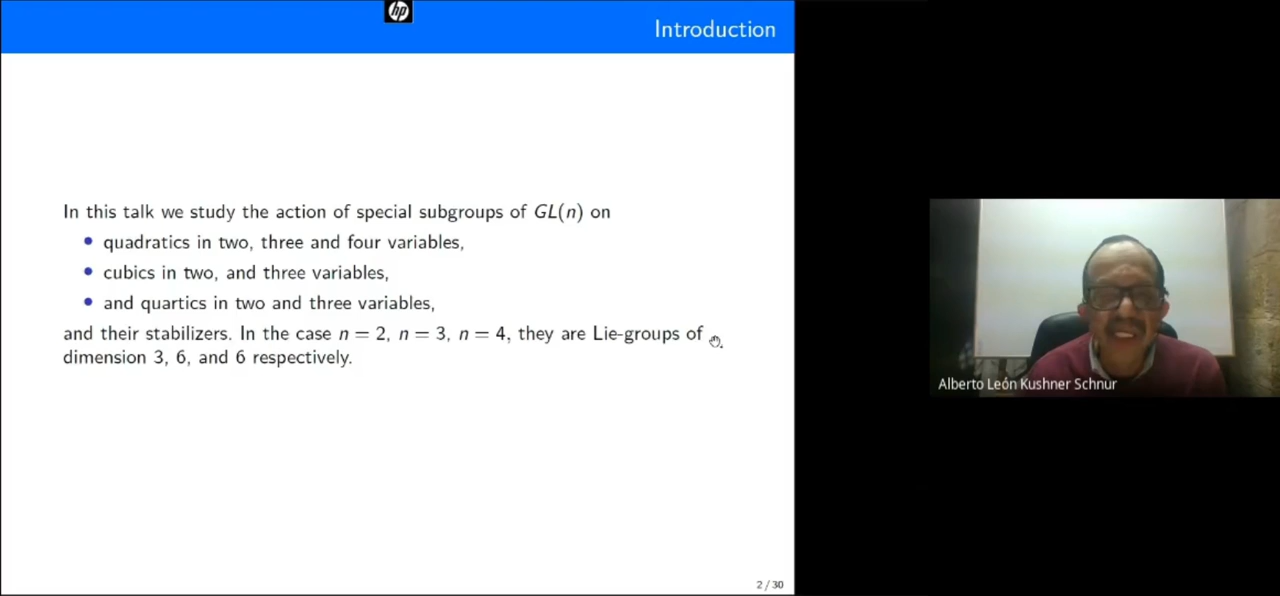 hp
Introduction
In this talk we study the action of special subgroups of GL(n) on
• quadratics in two, three and four variables,
• cubics in two, and three variables,
• and quartics in two and three variables,
and their stabilizers. In the case n = 2, n = 3, n = 4, they are Lie-groups of
dimension 3, 6, and 6 respectively.
2 / 30
Alberto León Kushner Schnur